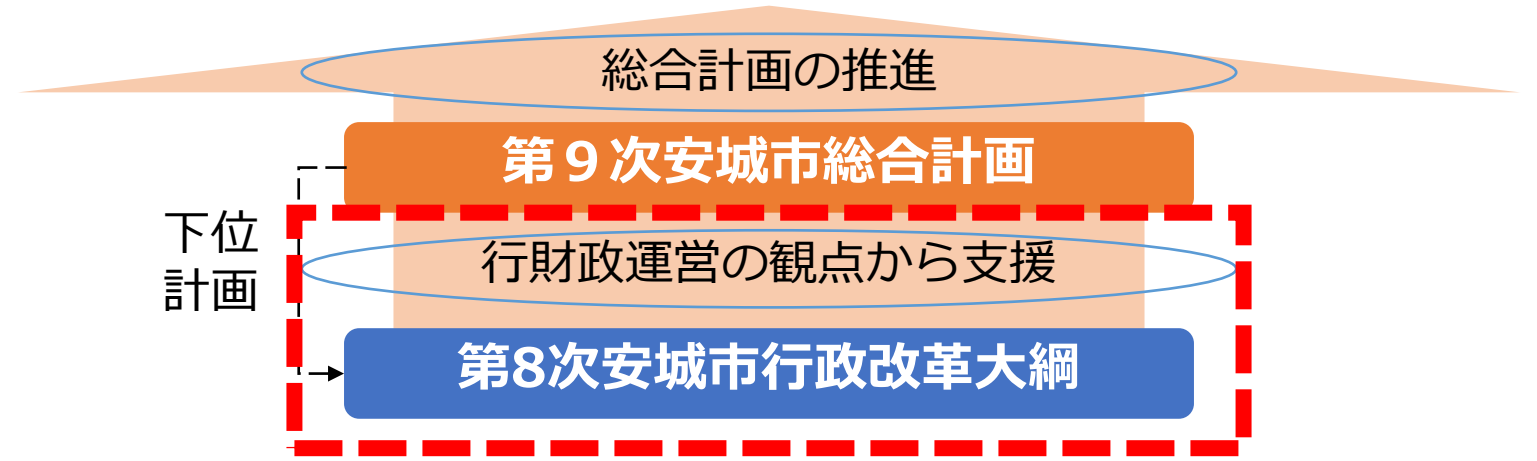 総合計画の推進
第９次安城市総合計画
下位
計画
行財政運営の観点から支援
第8次安城市行政改革大綱